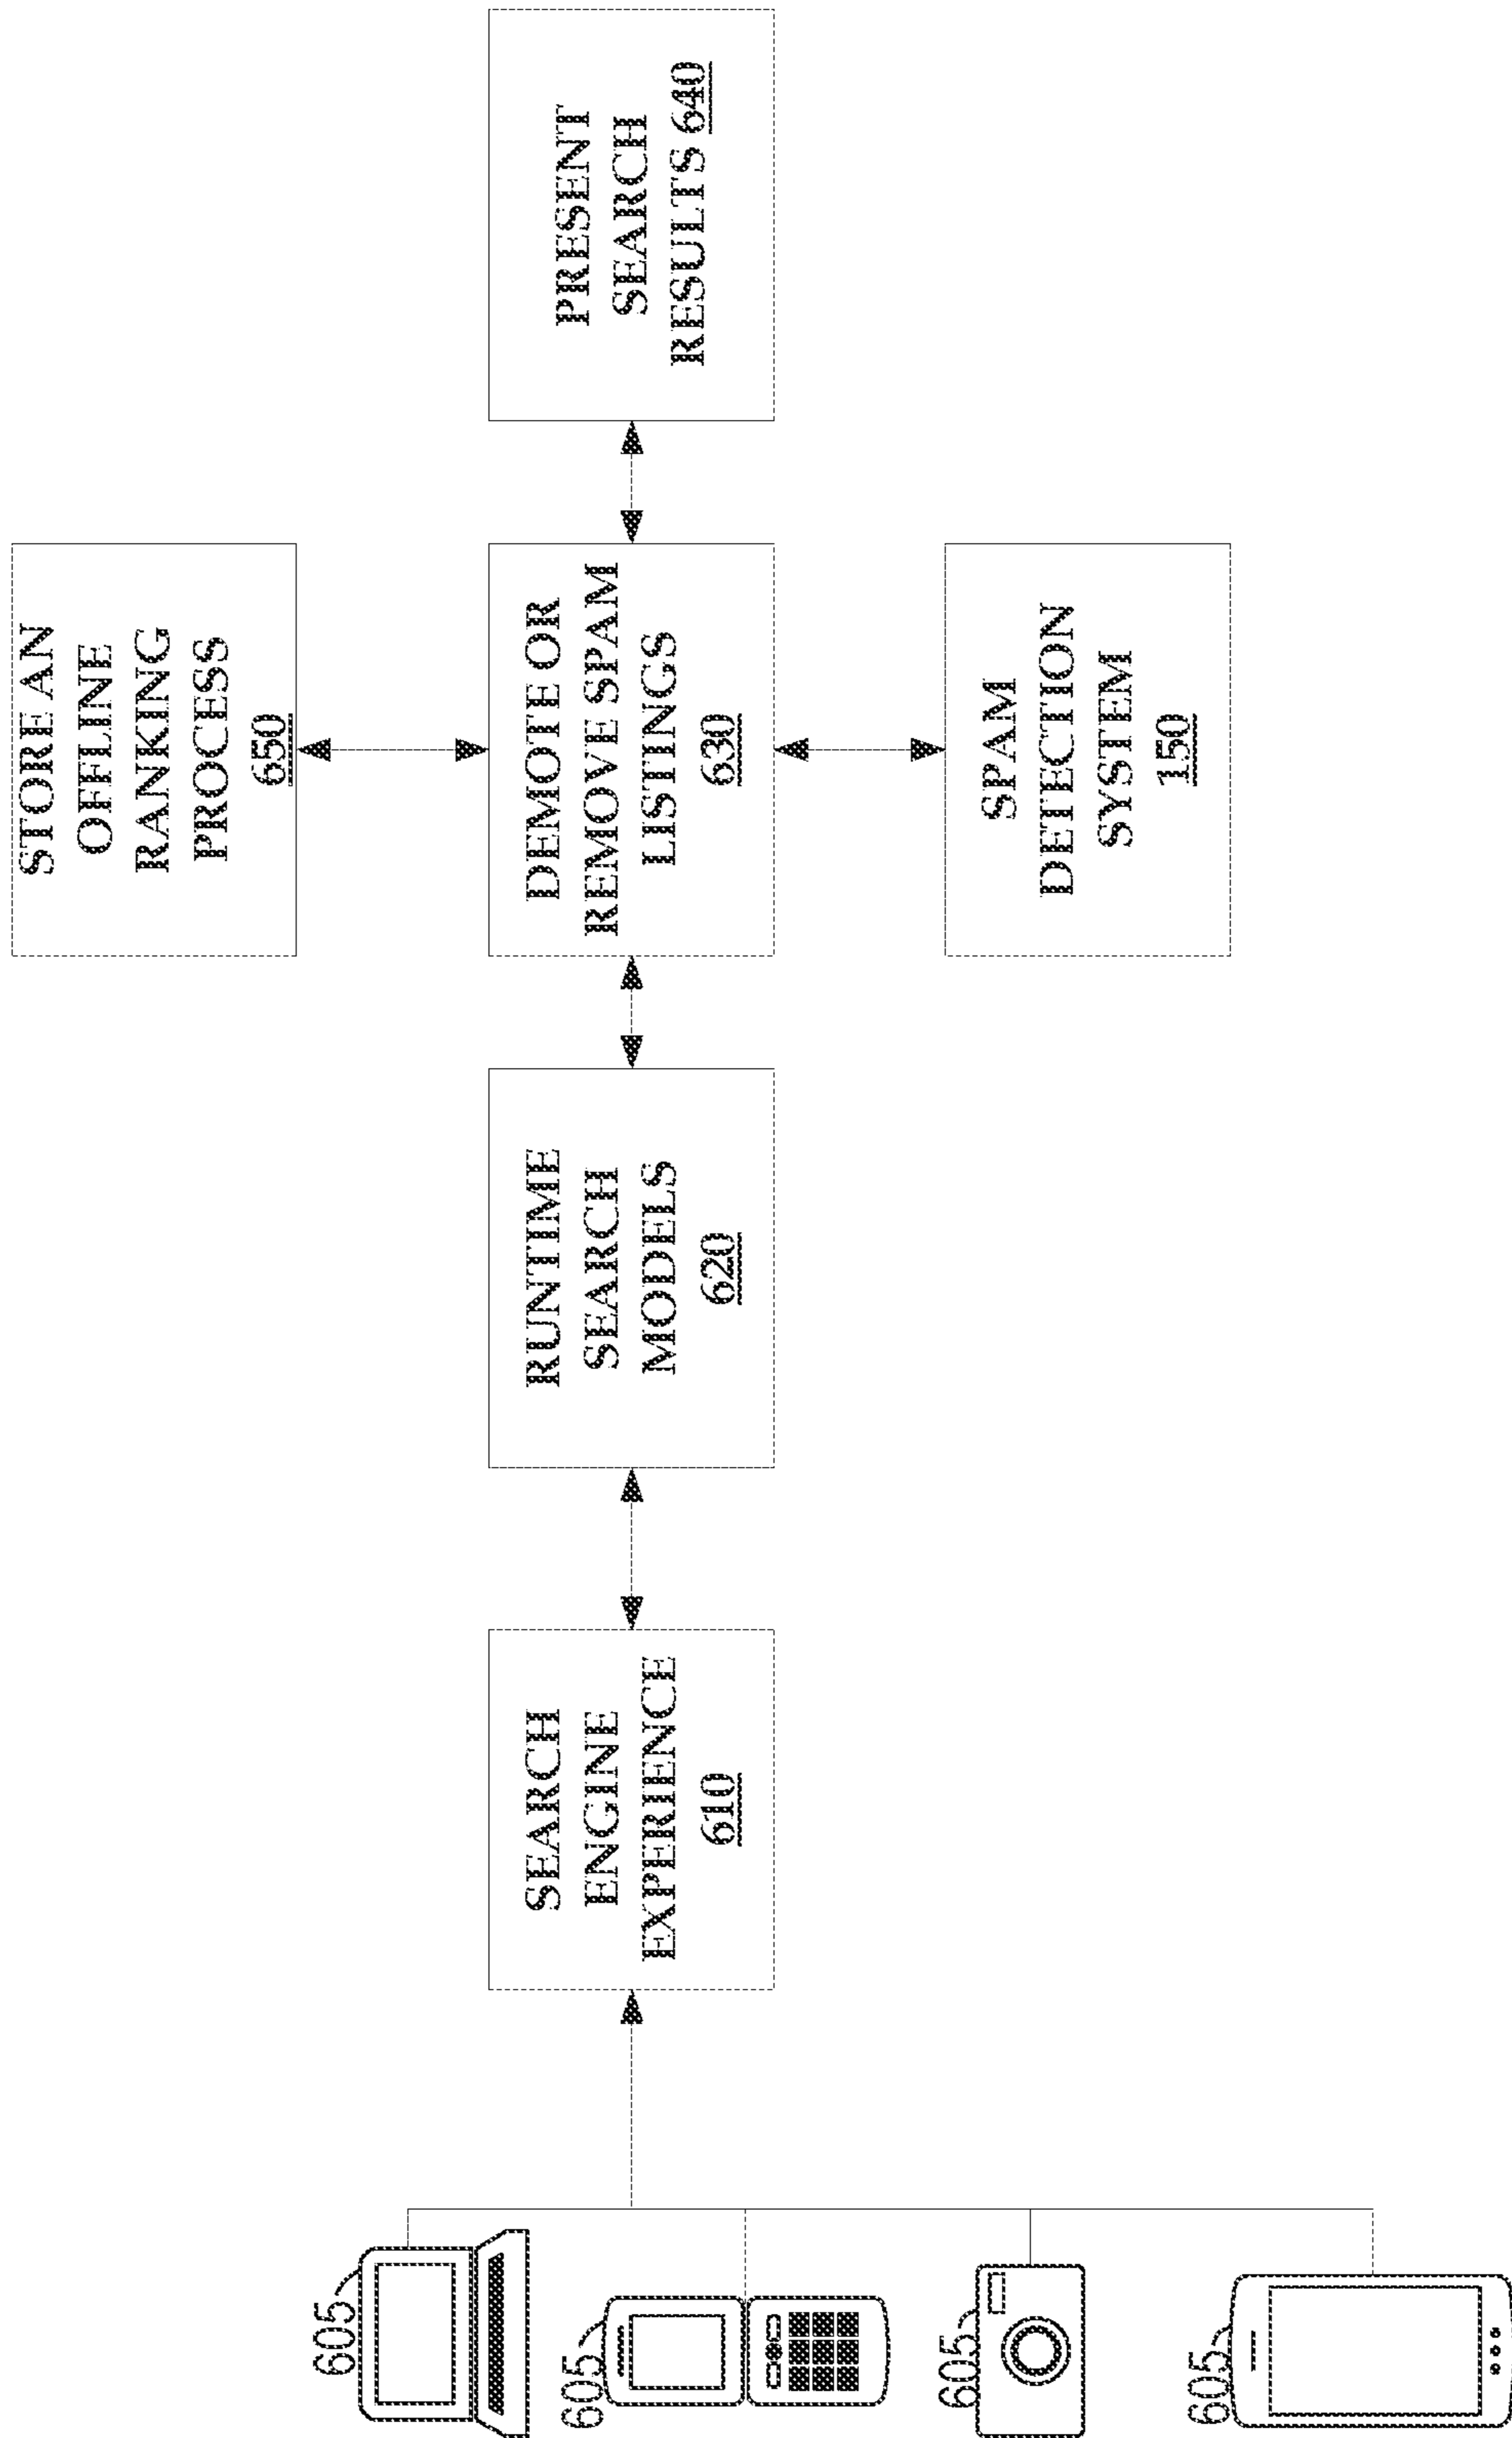 605
605
605
605
SEARCH
ENGINE
EXPERIENCE
610
RUNTIME
SEARCH
MODELS
620
STORE AN
OFFLINE
RANKING
PROCESS
650
DEMOTE OR
REMOVE SPAM
LISTINGS
630
SPAM
DETECTION
SYSTEM
150
PRESENT
SEARCH
RESULTS 640